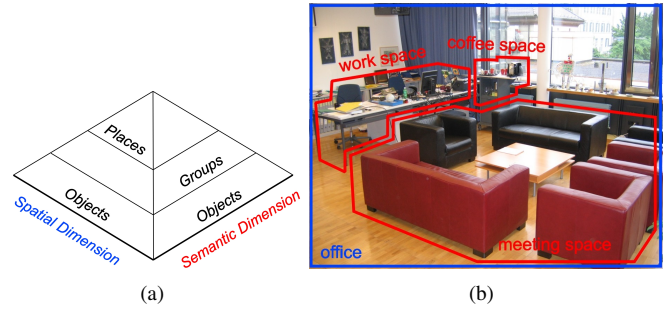 Places
Groups
Objects
Objects
Spatial Dimension
Semantic Dimension
(a)
work space
coffee space
meeting space
office
(b)